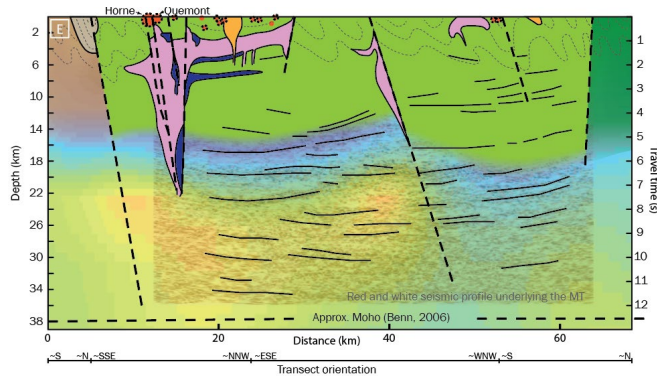 Horne Quemont
E
2
6
10
14
18
22
26
30
34
38
Depth (km)
1
2
3
4
5
6
7
8
9
10
11
12
Travel time (s)
Red and white seismic profile underlying the MT
Approx. Moho (Benn, 2006)
0 20 40 60
Distance (km)
~S ~N ~SSE ~NNW ~ESE ~WNW ~S ~N
Transect orientation